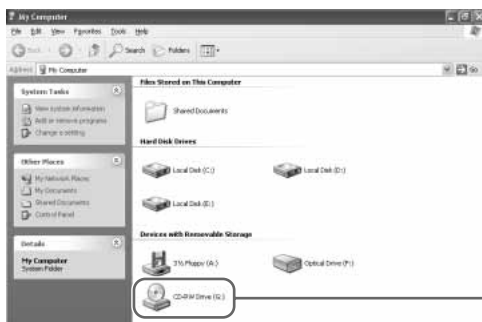 My Computer
File Edit View Favorites Tools Help
Back Search Folders
Address My Computer Go
System Tasks
View system information
Add or remove programs
Change a setting
Other Places
My Network Places
My Documents
Shared Documents
Control Panel
Details
My Computer
System Folder
Files Stored on This Computer
Shared Documents
Hard Disk Drives
Local Disk (C:)
Local Disk (D:)
Local Disk (E:)
Devices with Removable Storage
3½ Floppy (A:)
Optical Drive (F:)
CD-RW Drive (G:)